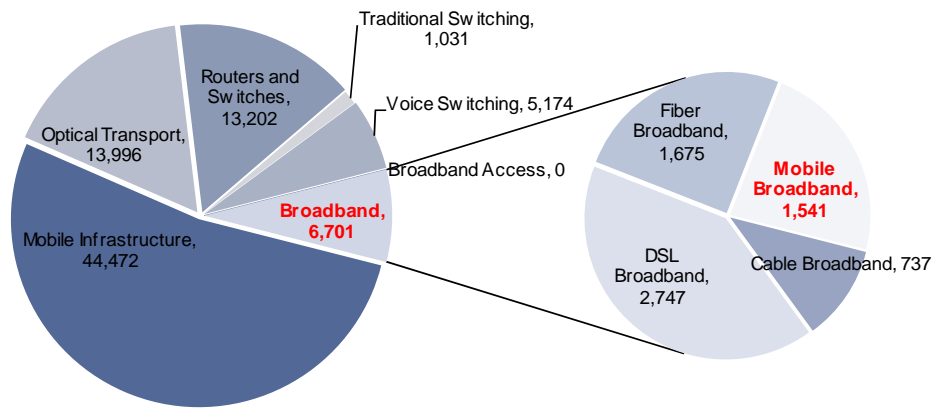 Traditional Switching,
1,031
Routers and
Switches,
13,202
Voice Switching, 5,174
Optical Transport,
13,996
Broadband Access, 0
Broadband,
6,701
Mobile Infrastructure,
44,472
Fiber
Broadband,
1,675
Mobile
Broadband,
1,541
DSL
Broadband,
2,747
Cable Broadband, 737